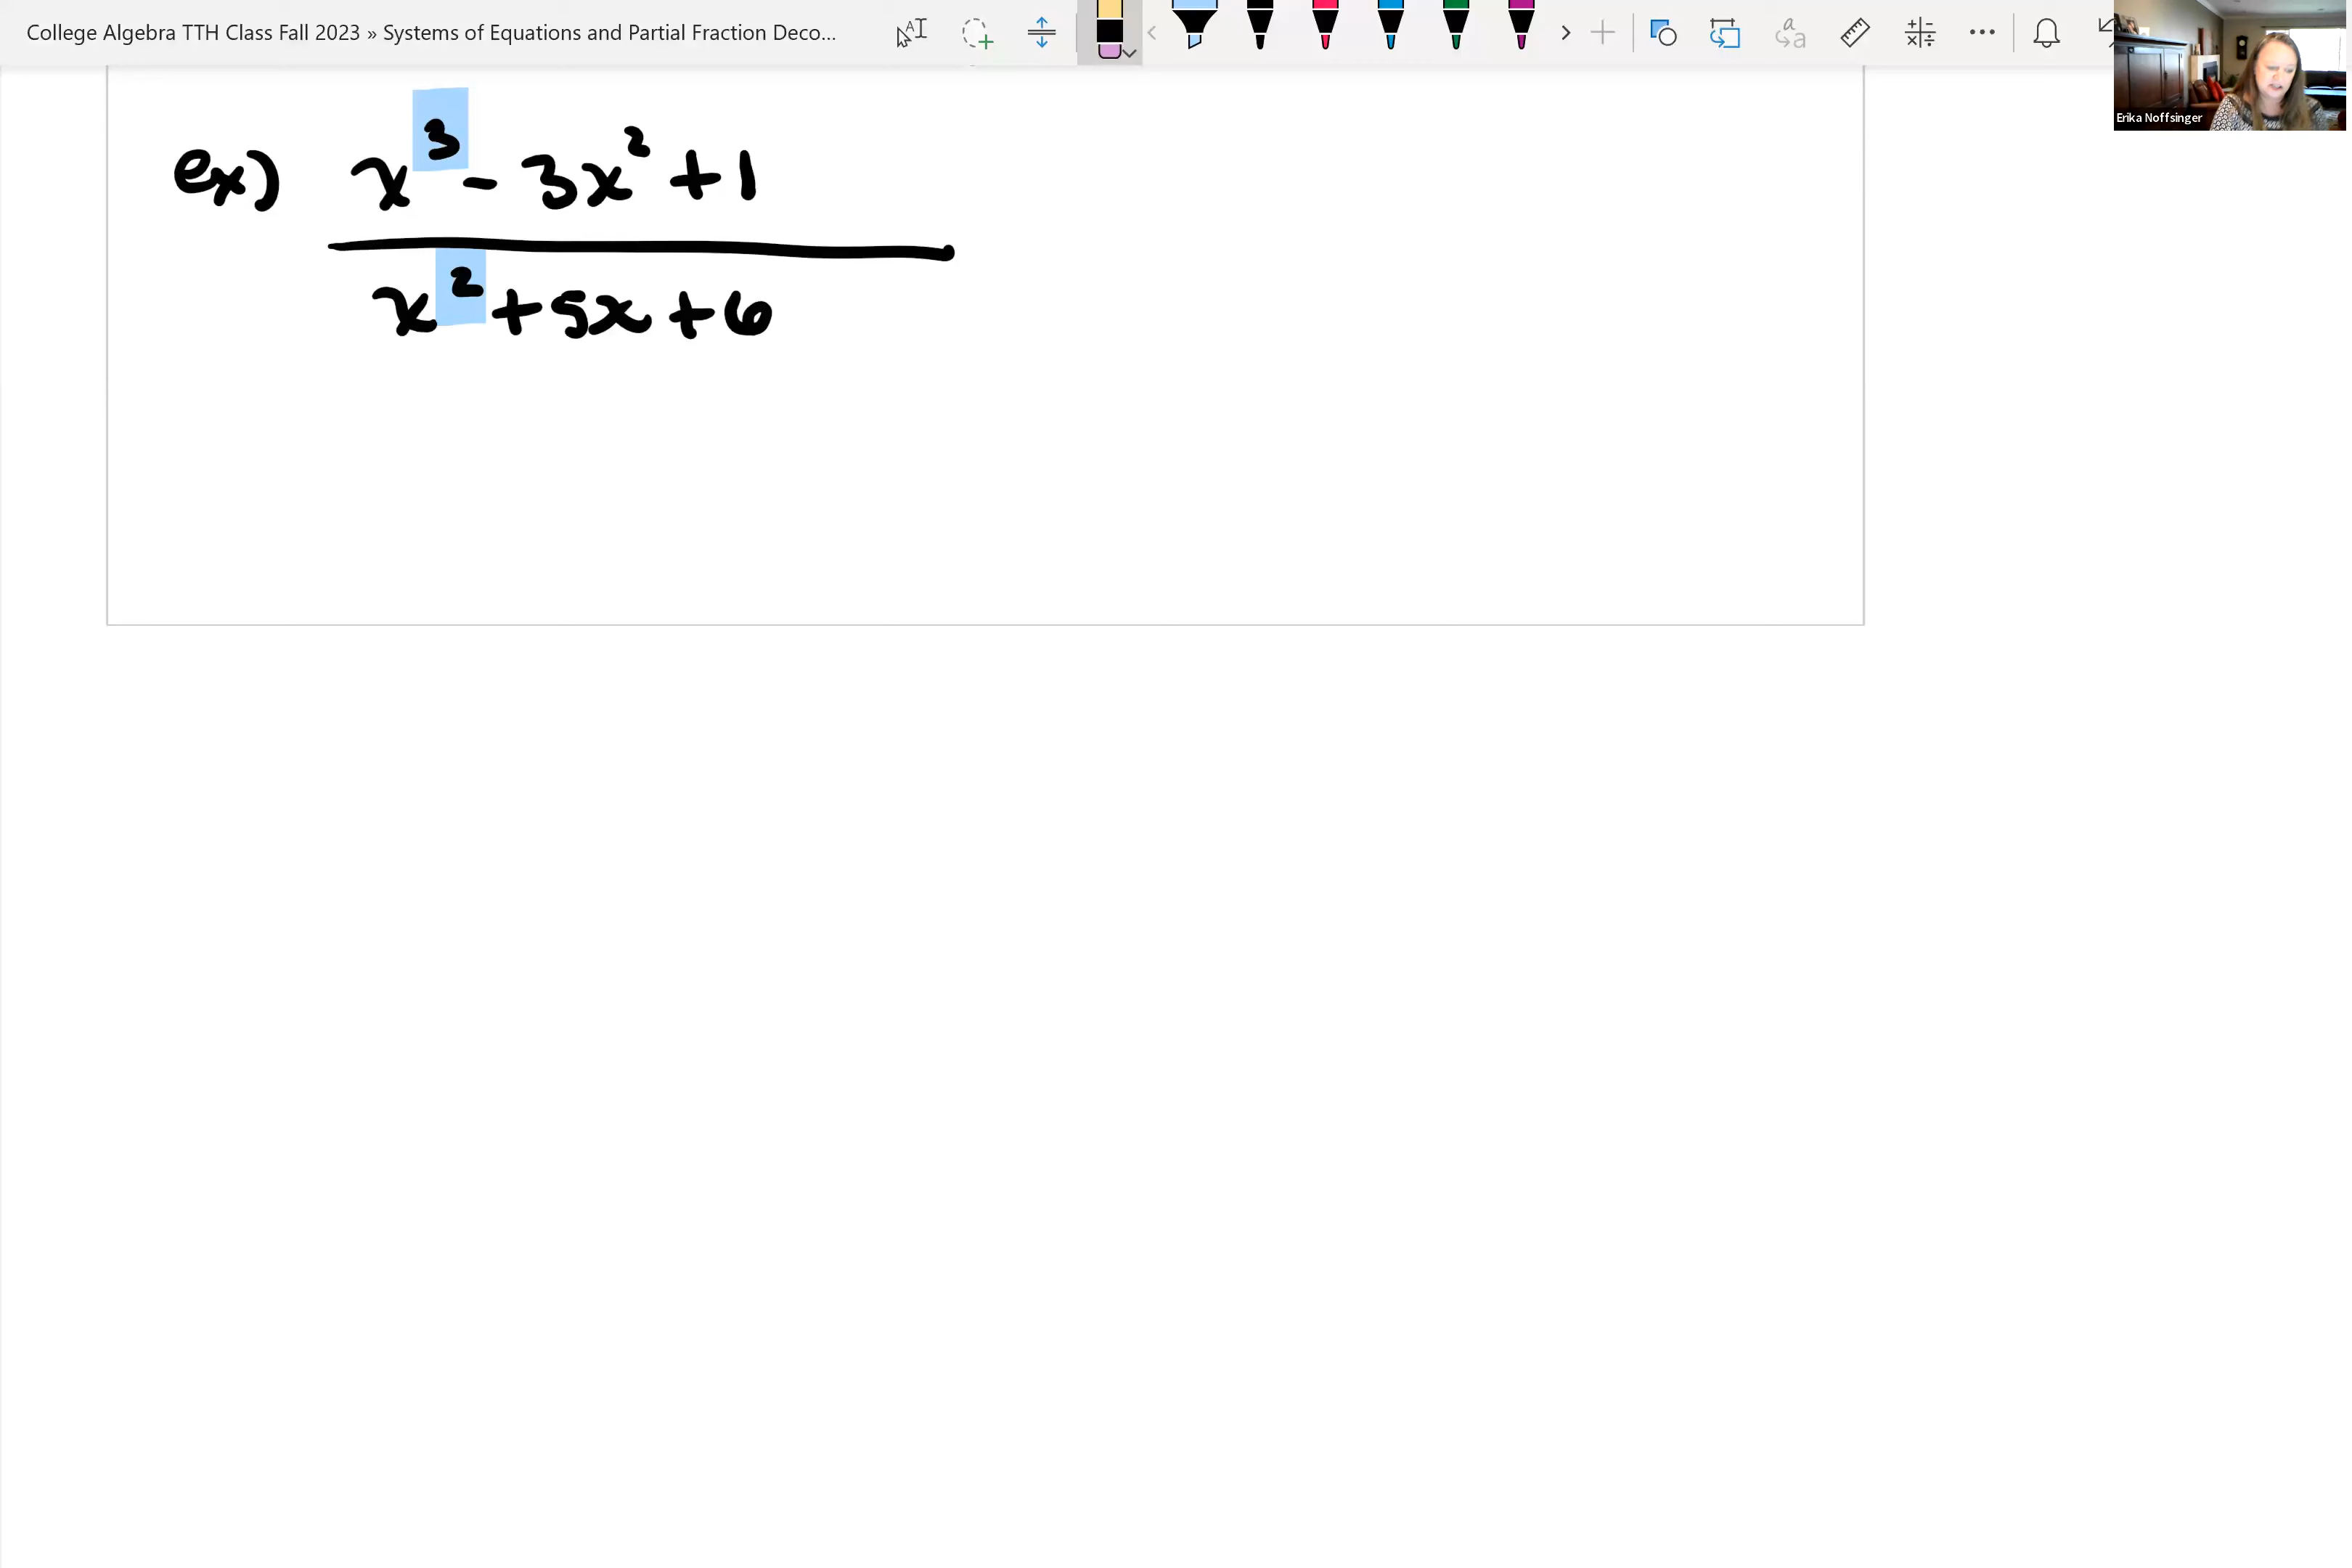 College Algebra TTH Class Fall 2023 » Systems of Equations and Partial Fraction Deco...
Erika Noffsinger
ex) x³ - 3x² + 1
x² + 5x + 6